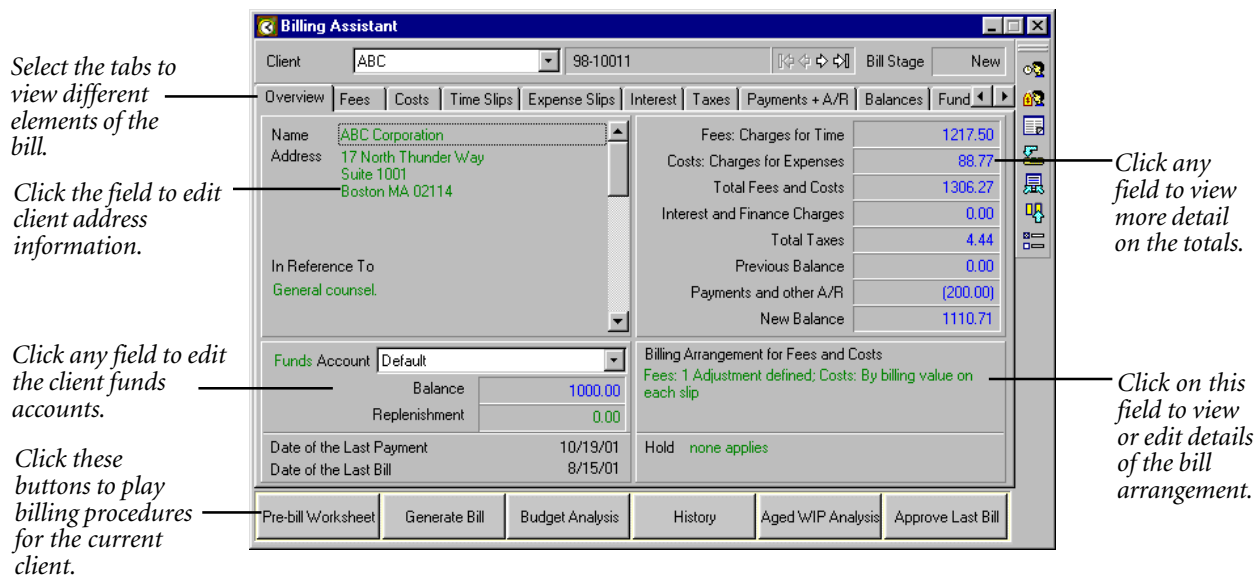 Billing Assistant
Client ABC 98-10011 Bill Stage New
Overview Fees Costs Time Slips Expense Slips Interest Taxes Payments + A/R Balances Fund
Name ABC Corporation
Address 17 North Thunder Way
Suite 1001
Boston MA 02114
In Reference To
General counsel.
Fees: Charges for Time 1217.50
Costs: Charges for Expenses 88.77
Total Fees and Costs 1306.27
Interest and Finance Charges 0.00
Total Taxes 4.44
Previous Balance 0.00
Payments and other A/R (200.00)
New Balance 1110.71
Funds Account Default
Balance 1000.00
Replenishment 0.00
Date of the Last Payment 10/19/01
Date of the Last Bill 8/15/01
Billing Arrangement for Fees and Costs
Fees: 1 Adjustment defined; Costs: By billing value on
each slip
Hold none applies
Pre-bill Worksheet Generate Bill Budget Analysis History Aged WIP Analysis Approve Last Bill
Select the tabs to
view different
elements of the
bill.
Click the field to edit
client address
information.
Click any field to edit
the client funds
accounts.
Click these
buttons to play
billing procedures
for the current
client.
Click any
field to view
more detail
on the totals.
Click on this
field to view
or edit details
of the bill
arrangement.